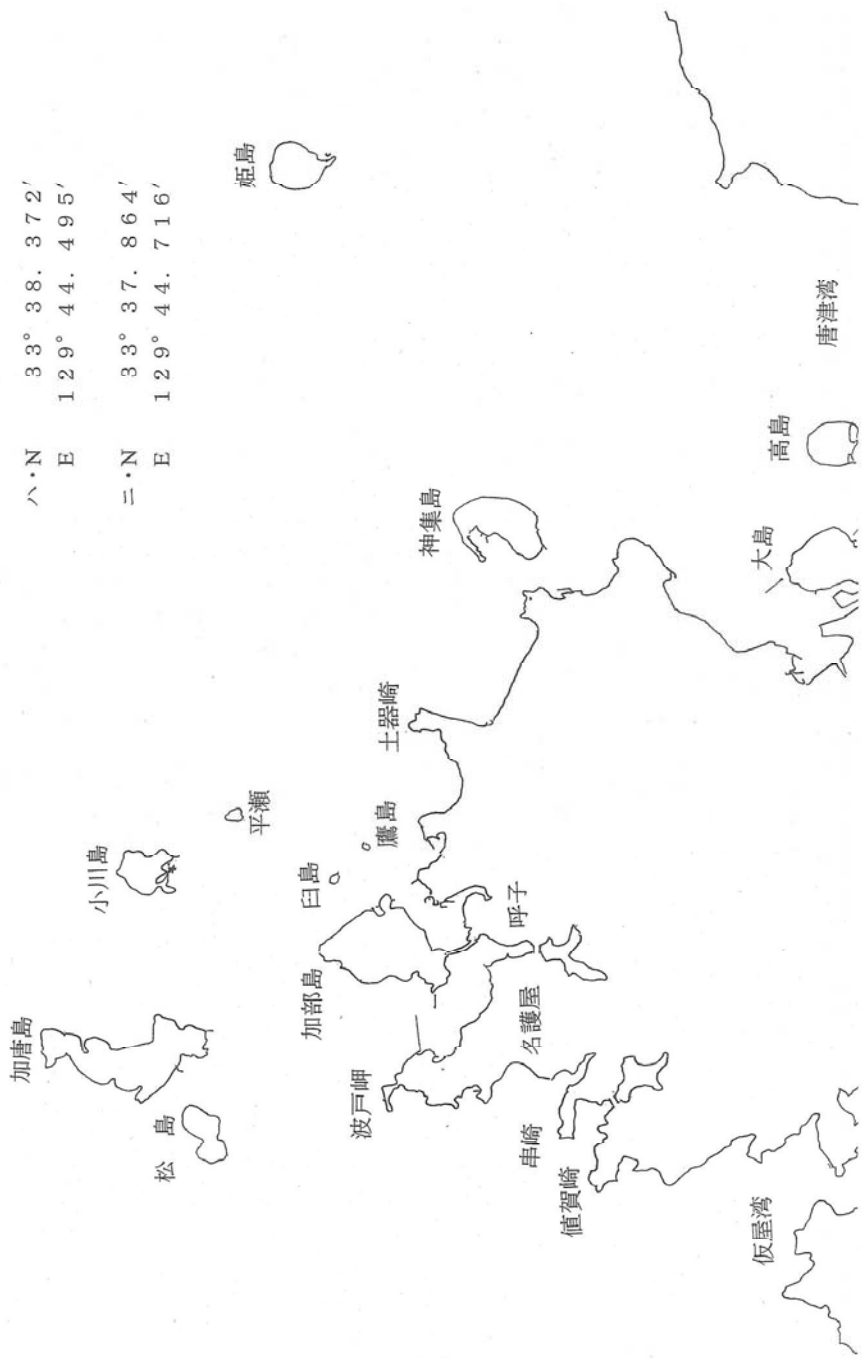 ハ・N 33° 38. 372′
E 129° 44. 495′
ニ・N 33° 37. 864′
E 129° 44. 716′
加唐島
小川島
松 島
平瀬
姫島
加部島
臼島
鷹島
波戸岬
土器崎
神集島
呼子
名護屋
串崎
値賀崎
仮屋湾
大島
高島
唐津湾